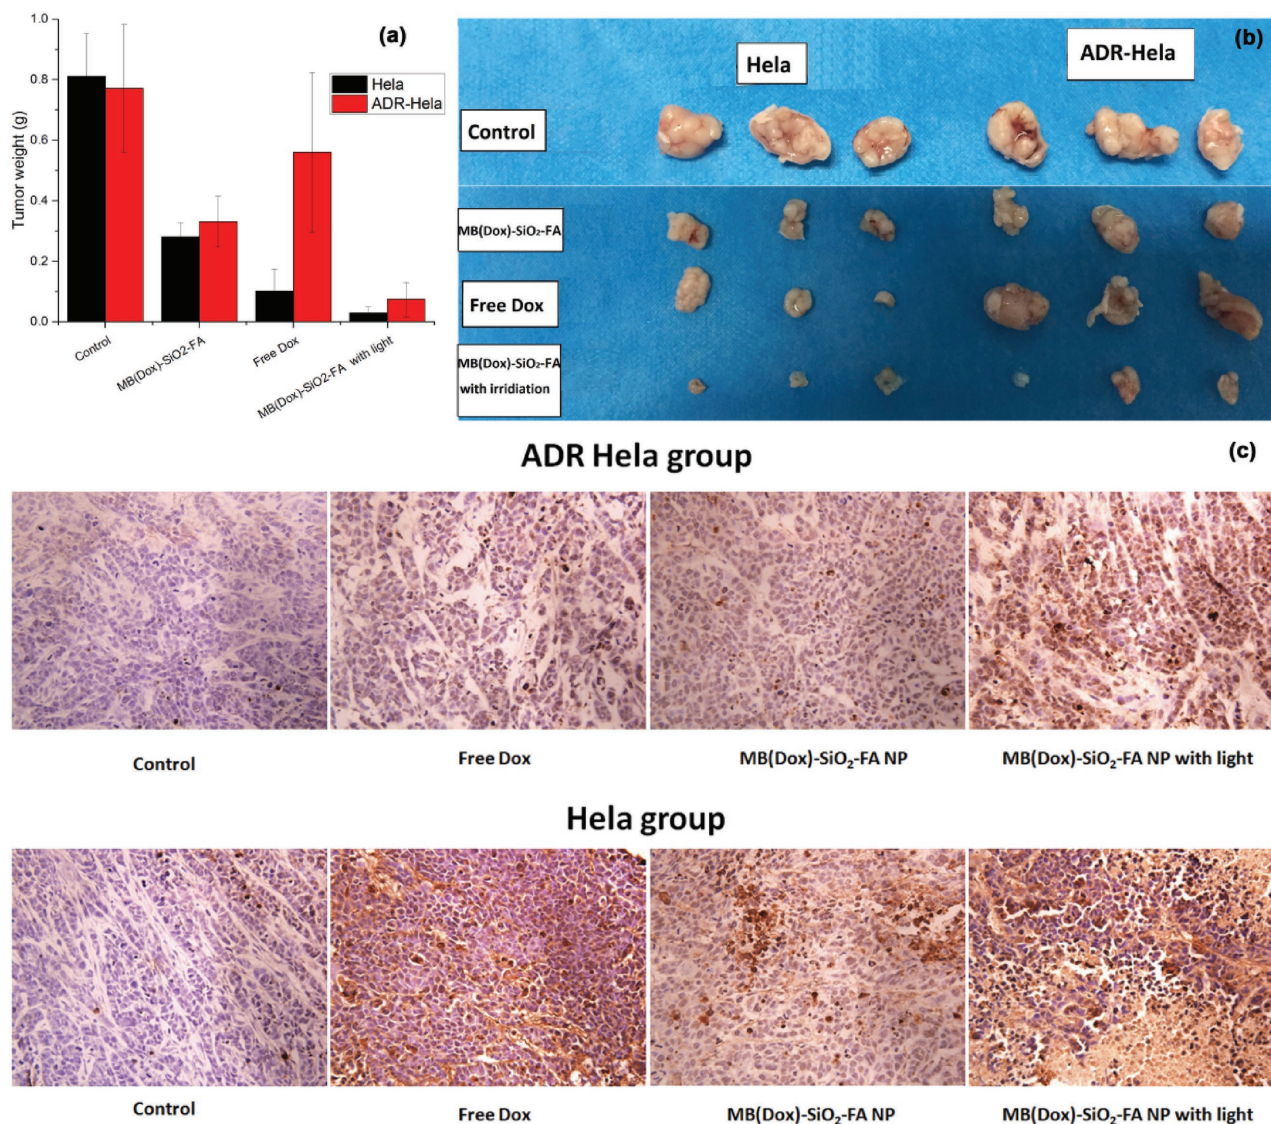 (a)
1.0
0.8
0.6
0.4
0.2
0.0
Tumor weight (g)
Hela
ADR-Hela
Control
MB(Dox)-SiO2-FA
Free Dox
MB(Dox)-SiO2-FA with light
(b)
Hela
ADR-Hela
Control
MB(Dox)-SiO₂-FA
Free Dox
MB(Dox)-SiO₂-FA
with irridiation
ADR Hela group
(c)
Control
Free Dox
MB(Dox)-SiO₂-FA NP
MB(Dox)-SiO₂-FA NP with light
Hela group
Control
Free Dox
MB(Dox)-SiO₂-FA NP
MB(Dox)-SiO₂-FA NP with light